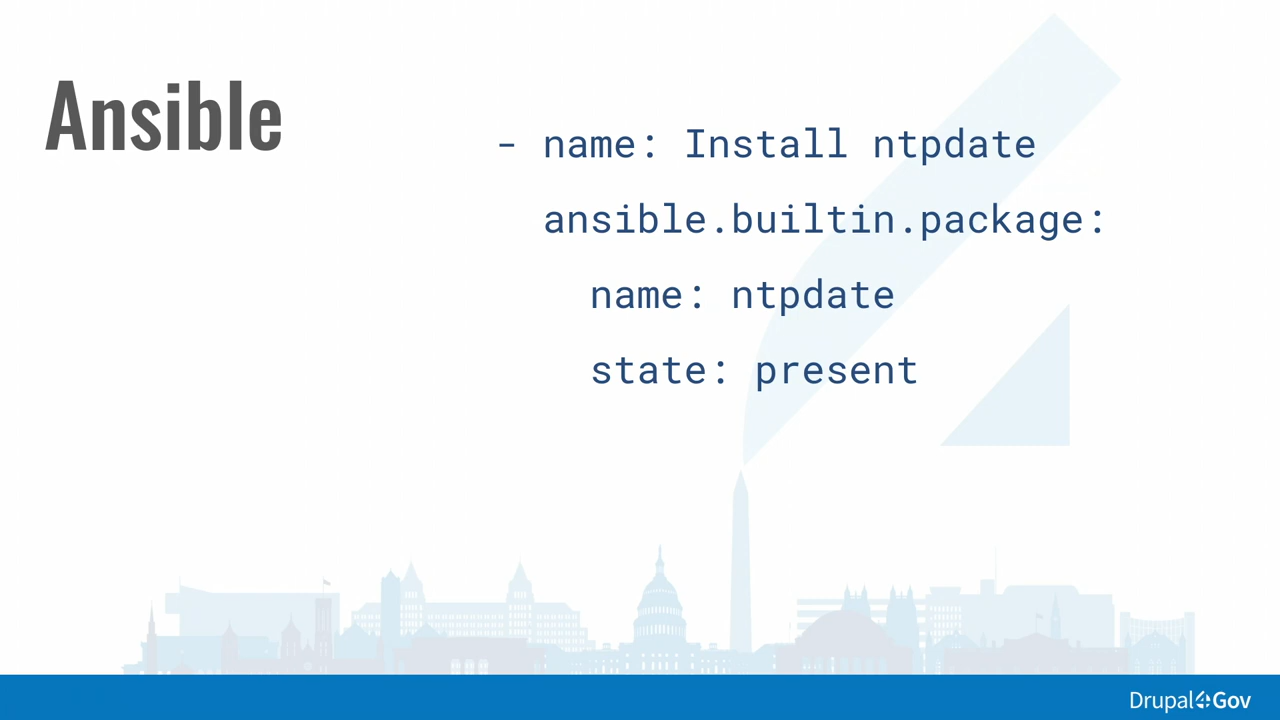 Ansible
- name: Install ntpdate
ansible.builtin.package:
name: ntpdate
state: present
Drupal4Gov